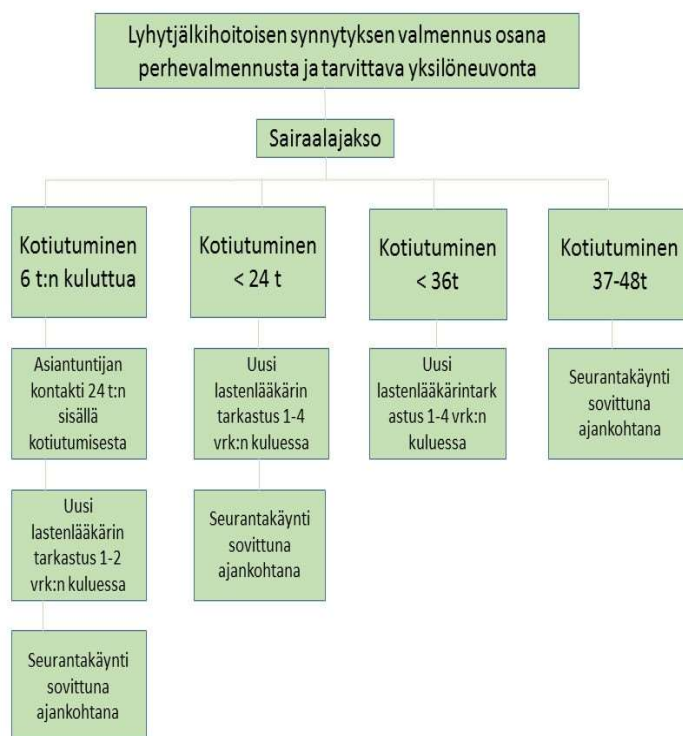 Lyhytjälkihoitoisen synnytyksen valmennus osana
perhevalmennusta ja tarvittava yksilöneuvonta
Sairaalajakso
Kotiutuminen
6 t:n kuluttua
Asiantuntijan
kontakti 24 t:n
sisällä
kotiutumisesta
Uusi
lastenlääkärin
tarkastus 1-2
vrk:n kuluessa
Seurantakäynti
sovittuna
ajankohtana
Kotiutuminen
< 24 t
Uusi
lastenlääkärin
tarkastus 1-4
vrk:n kuluessa
Seurantakäynti
sovittuna
ajankohtana
Kotiutuminen
< 36t
Uusi
lastenlääkärintark
astus 1-4 vrk:n
kuluessa
Kotiutuminen
37-48t
Seurantakäynti
sovittuna
ajankohtana